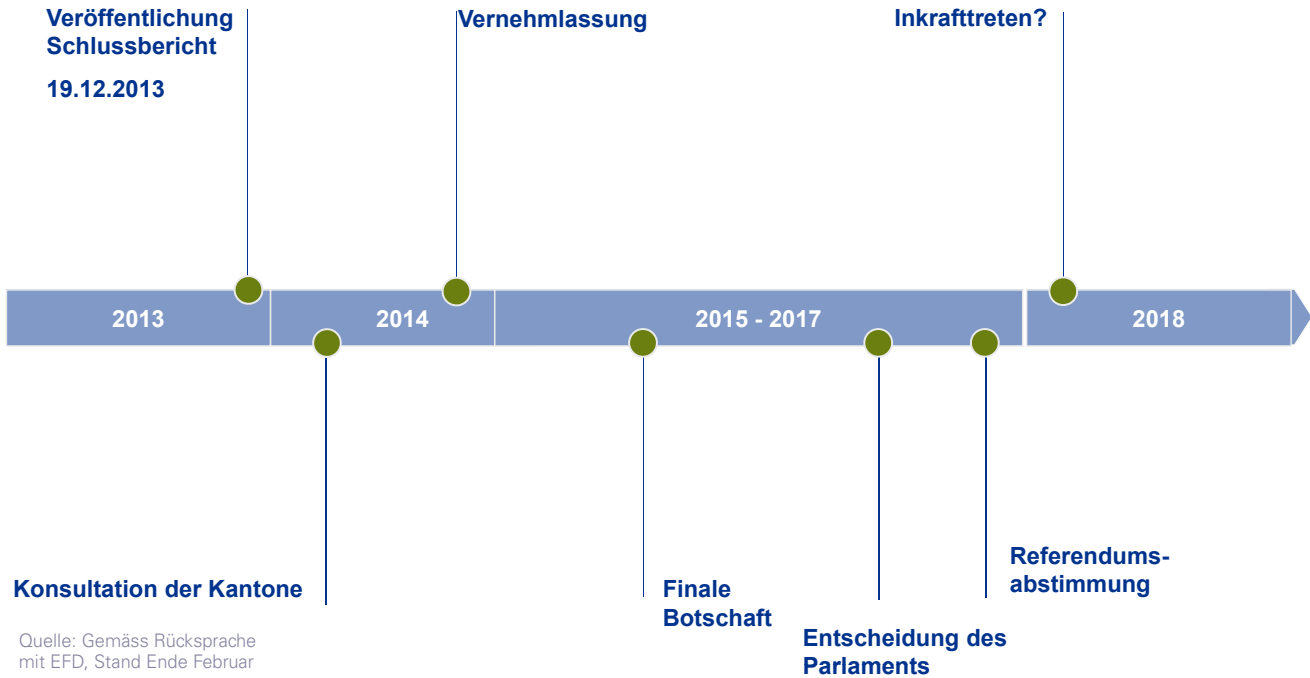 Veröffentlichung
Schlussbericht
19.12.2013
Vernehmlassung
Inkrafttreten?
2013
2014
2015 - 2017
2018
Konsultation der Kantone
Finale
Botschaft
Entscheidung des
Parlaments
Referendums-
abstimmung
Quelle: Gemäss Rücksprache
mit EFD, Stand Ende Februar